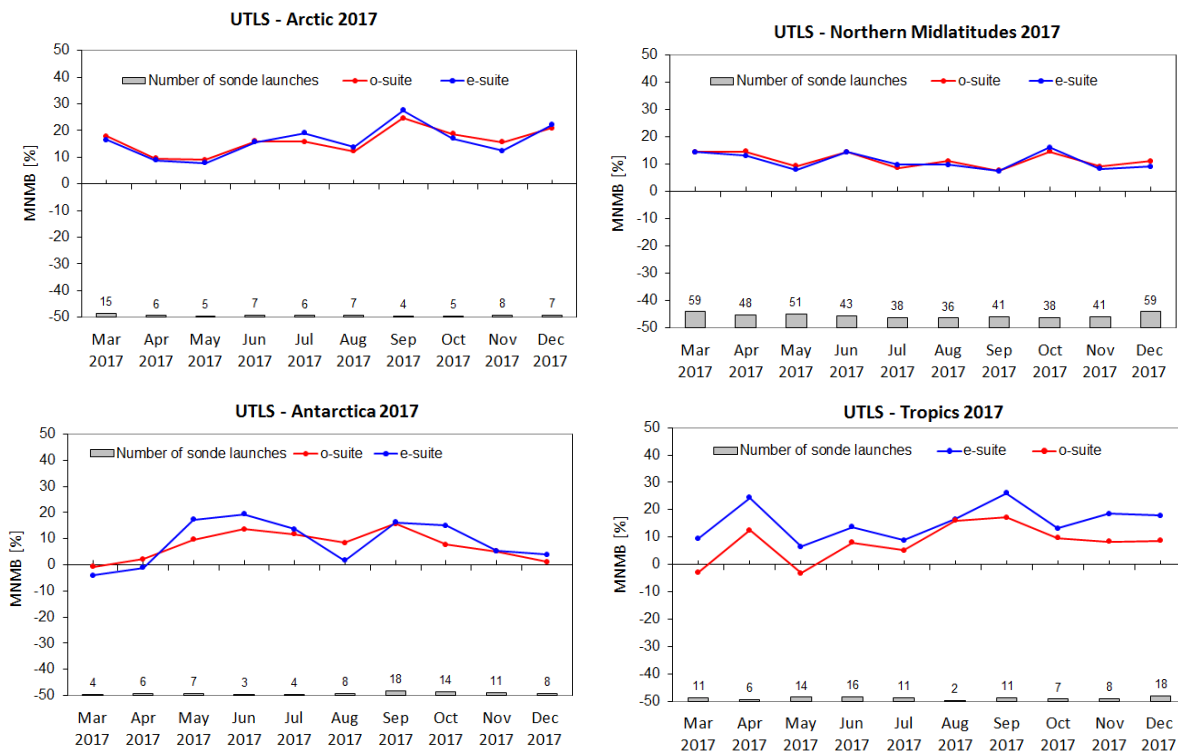 UTLS - Arctic 2017
50
40
30
20
10
0
-10
-20
-30
-40
-50
MNMB [%]
Number of sonde launches o-suite e-suite
15 6 5 7 6 7 4 5 8 7
Mar Apr May Jun Jul Aug Sep Oct Nov Dec
2017 2017 2017 2017 2017 2017 2017 2017 2017 2017
UTLS - Northern Midlatitudes 2017
50
40
30
20
10
0
-10
-20
-30
-40
-50
MNMB [%]
Number of sonde launches o-suite e-suite
59 48 51 43 38 36 41 38 41 59
Mar Apr May Jun Jul Aug Sep Oct Nov Dec
2017 2017 2017 2017 2017 2017 2017 2017 2017 2017
UTLS - Antarctica 2017
50
40
30
20
10
0
-10
-20
-30
-40
-50
MNMB [%]
Number of sonde launches o-suite e-suite
4 6 7 3 4 8 18 14 11 8
Mar Apr May Jun Jul Aug Sep Oct Nov Dec
2017 2017 2017 2017 2017 2017 2017 2017 2017 2017
UTLS - Tropics 2017
50
40
30
20
10
0
-10
-20
-30
-40
-50
MNMB [%]
Number of sonde launches e-suite o-suite
11 6 14 16 11 2 11 7 8 18
Mar Apr May Jun Jul Aug Sep Oct Nov Dec
2017 2017 2017 2017 2017 2017 2017 2017 2017 2017